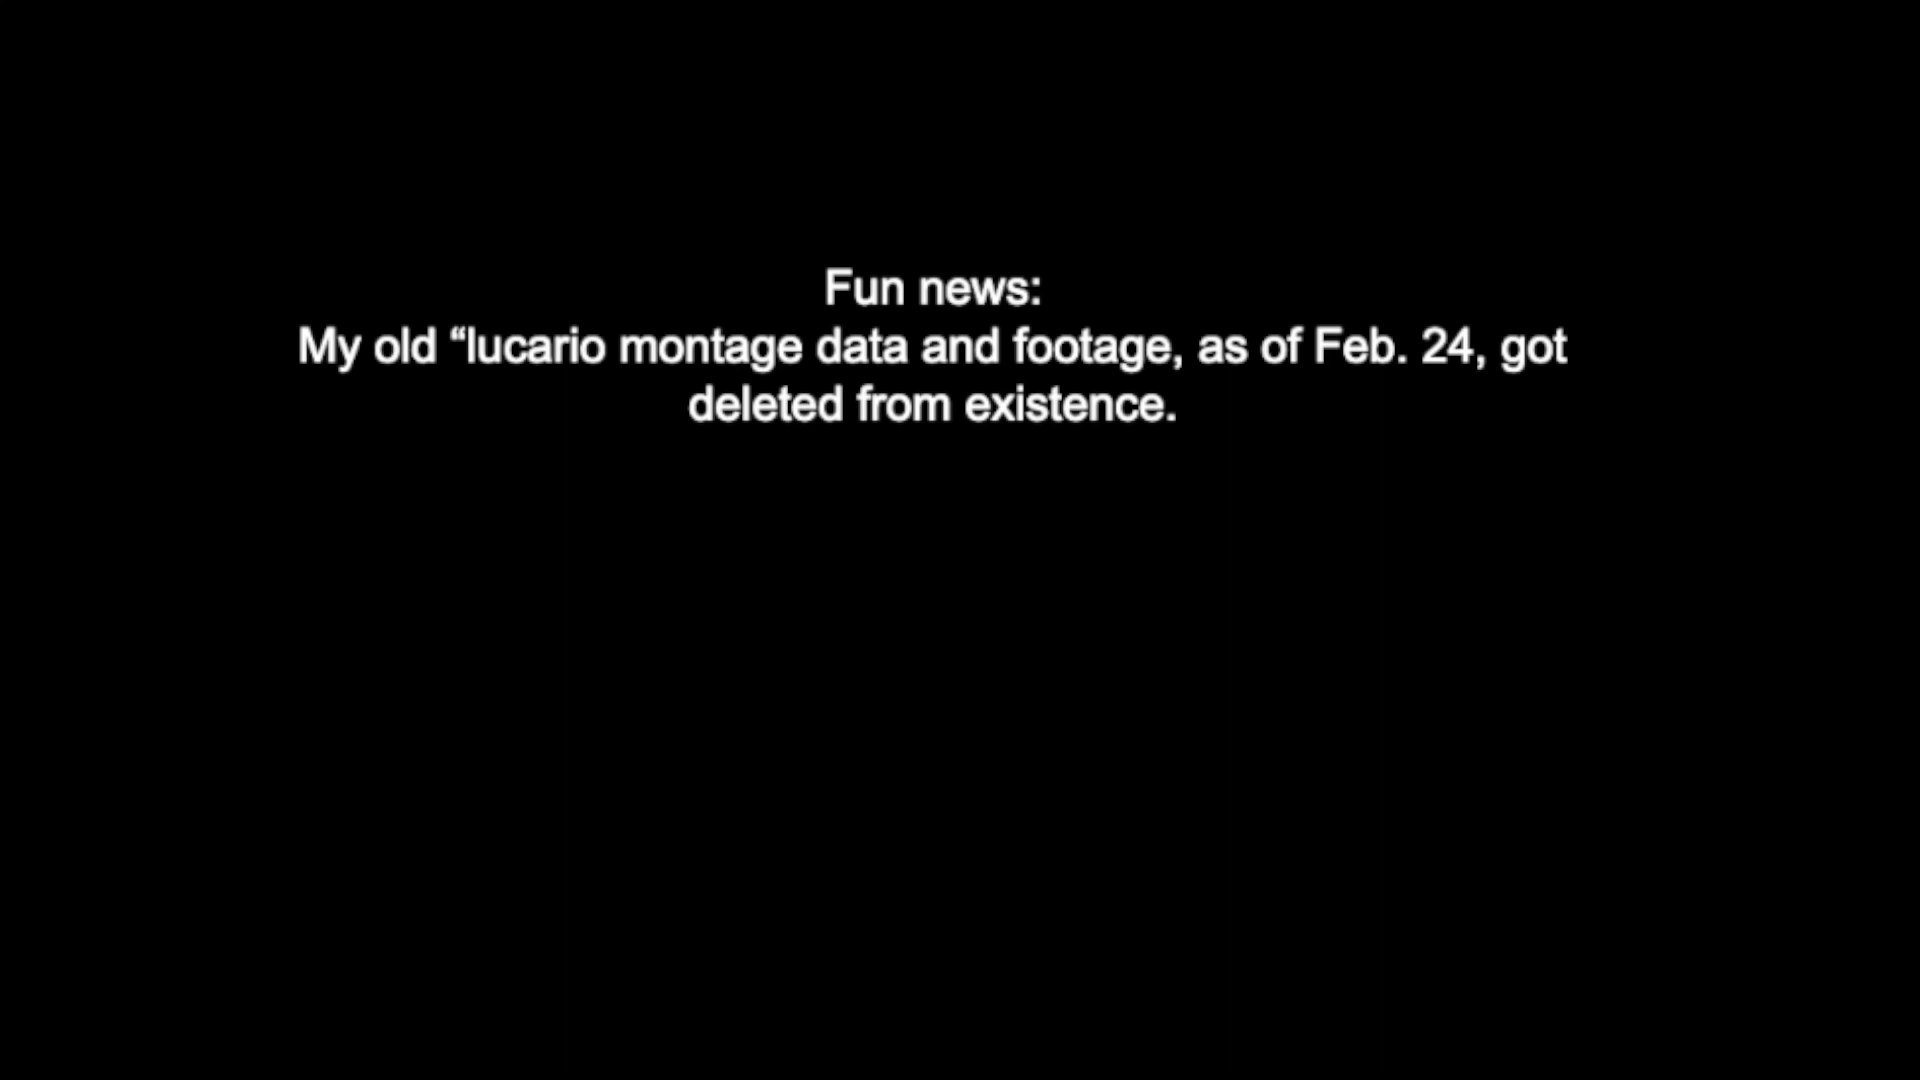 Fun news:
My old “lucario montage data and footage, as of Feb. 24, got
deleted from existence.